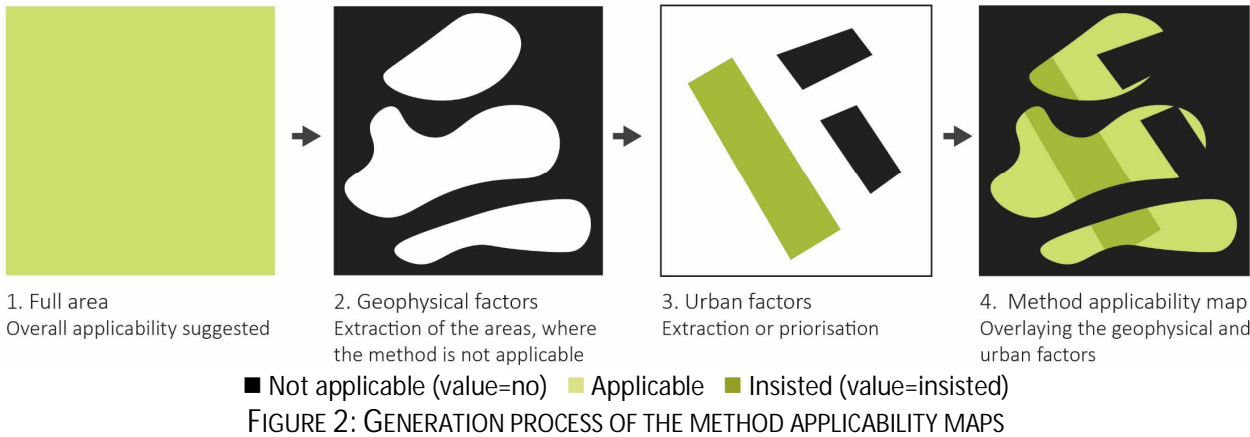 1. Full area
Overall applicability suggested
2. Geophysical factors
Extraction of the areas, where
the method is not applicable
3. Urban factors
Extraction or priorisation
4. Method applicability map
Overlaying the geophysical and
urban factors
Not applicable (value=no) Applicable Insisted (value=insisted)
FIGURE 2: GENERATION PROCESS OF THE METHOD APPLICABILITY MAPS